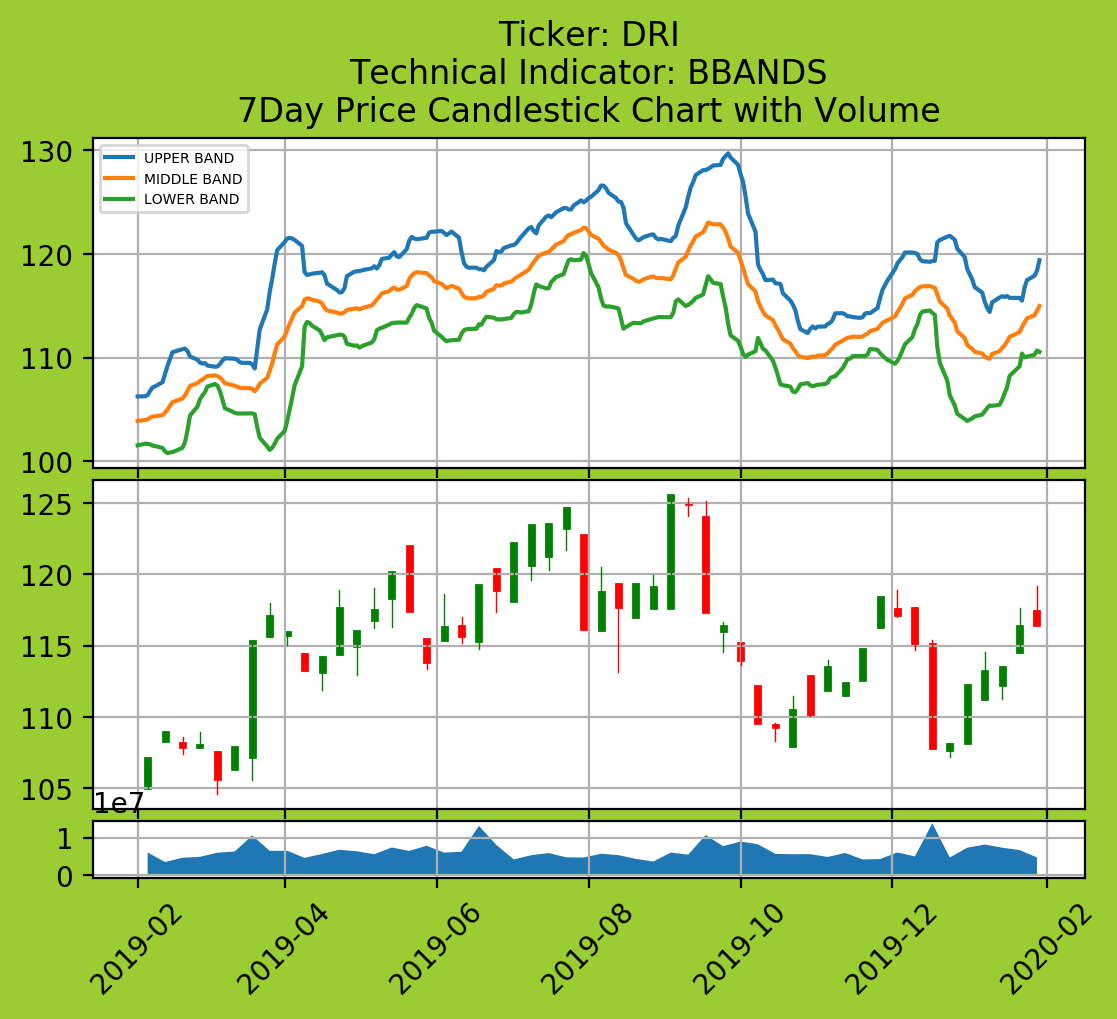 Ticker: DRI
Technical Indicator: BBANDS
7Day Price Candlestick Chart with Volume
130
120
110
100
UPPER BAND
MIDDLE BAND
LOWER BAND
125
120
115
110
105
1e7
1
0
2019-02
2019-04
2019-06
2019-08
2019-10
2019-12
2020-02